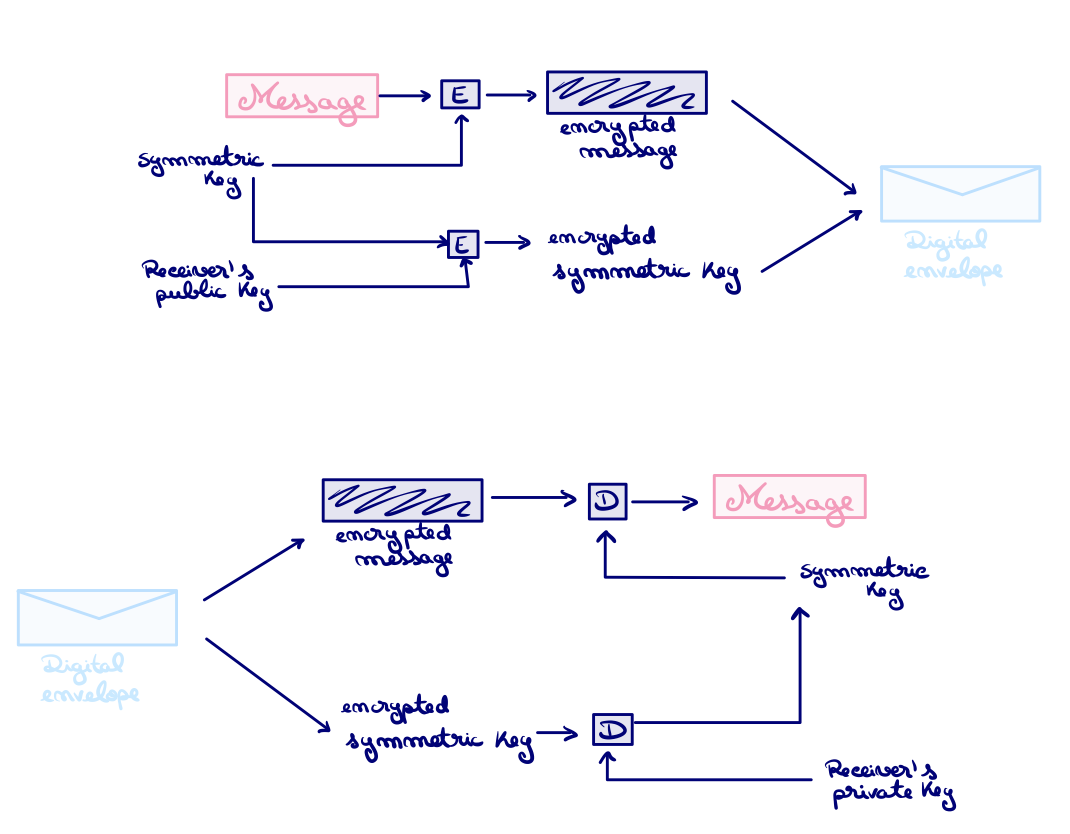 Message
E
encrypted
message
symmetric
key
Digital
envelope
E
encrypted
symmetric key
Receiver's
public key
encrypted
message
D
Message
symmetric
key
Digital
envelope
encrypted
symmetric key
D
Receiver's
private key